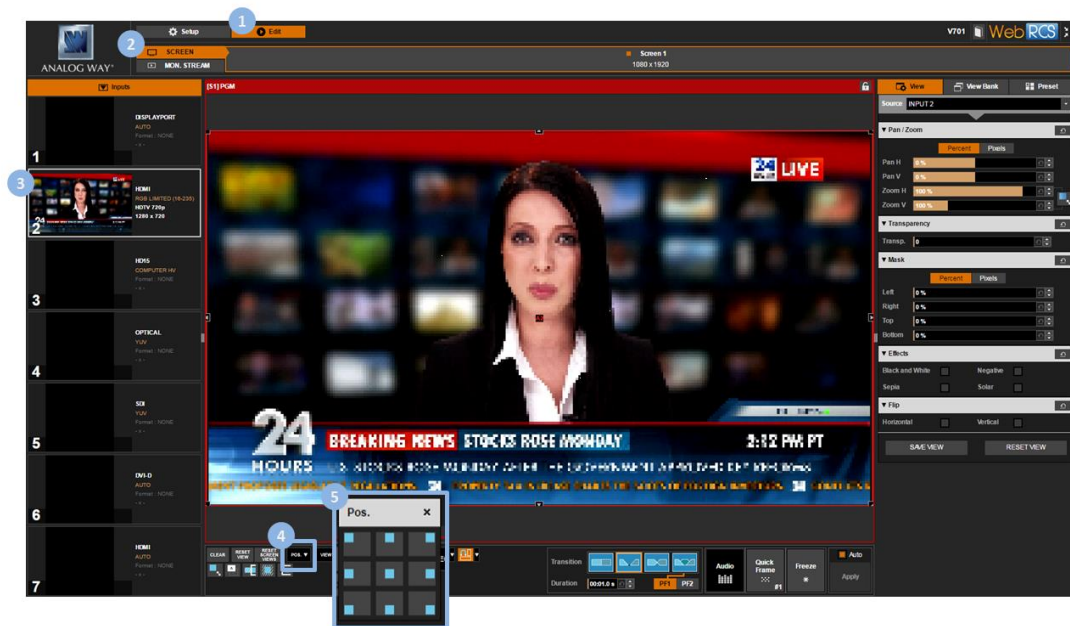 1
Setup
Edit
V701
Web RCS
2
SCREEN
MON. STREAM
Screen 1
1080 x 1920
ANALOG WAY®
Inputs
[S1] PGM
View
View Bank
Preset
DISPLAYPORT
AUTO
Format : NONE
- x -
1
3
HDMI
RGB LIMITED (16-235)
HDTV 720p
1280 x 720
2
HD15
COMPUTER HV
Format : NONE
- x -
3
OPTICAL
YUV
Format : NONE
- x -
4
SDI
YUV
Format : NONE
- x -
5
DVI-D
AUTO
Format : NONE
- x -
6
HDMI
AUTO
Format : NONE
- x -
7
24 LIVE
24
HOURS
BREAKING NEWS STOCKS ROSE MONDAY
2:12 PM PT
Source INPUT 2
Pan / Zoom
Percent Pixels
Pan H 0 %
Pan V 0 %
Zoom H 100 %
Zoom V 100 %
Transparency
Transp. 0
Mask
Percent Pixels
Left 0 %
Right 0 %
Top 0 %
Bottom 0 %
Effects
Black and White Negative
Sepia Solar
Flip
Horizontal Vertical
SAVE VIEW RESET VIEW
4
5
CLEAR
RESET VIEW
RESET SCREEN VIEWS
POS.
Pos. x
Transition
Duration 00:01.0 s
PF1 PF2
Audio
Quick Frame
#1
Freeze
Auto
Apply